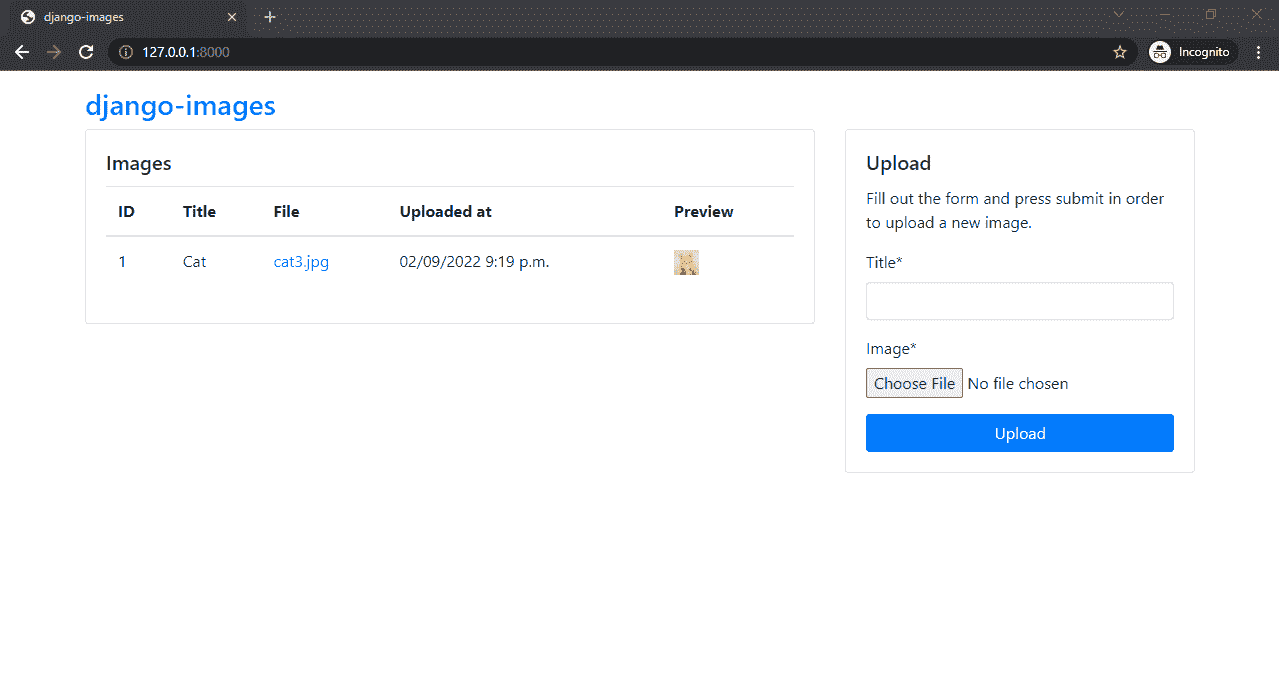 django-images
127.0.0.1:8000
Incognito
django-images
Images
ID Title File Uploaded at Preview
1 Cat cat3.jpg 02/09/2022 9:19 p.m.
Upload
Fill out the form and press submit in order
to upload a new image.
Title*
Image*
Choose File No file chosen
Upload